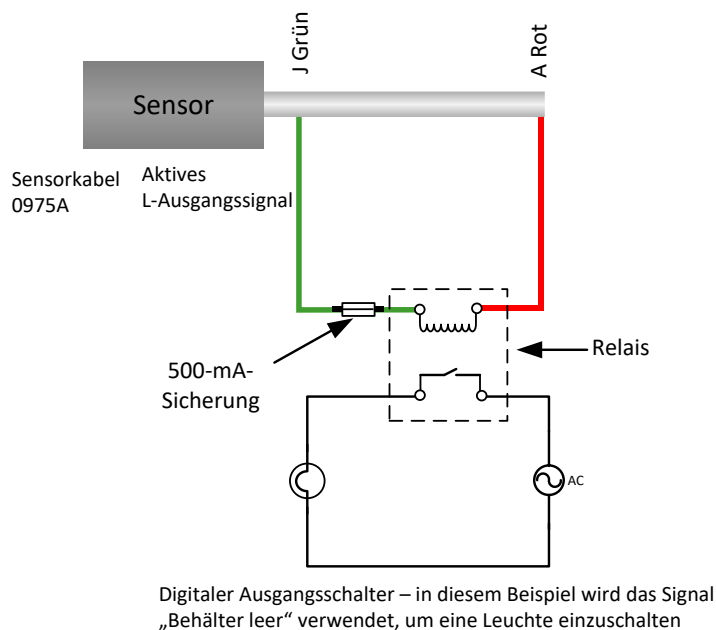 J Grün
A Rot
Sensor
Sensorkabel
0975A
Aktives
L-Ausgangssignal
500-mA-
Sicherung
Relais
AC
Digitaler Ausgangsschalter – in diesem Beispiel wird das Signal
„Behälter leer“ verwendet, um eine Leuchte einzuschalten